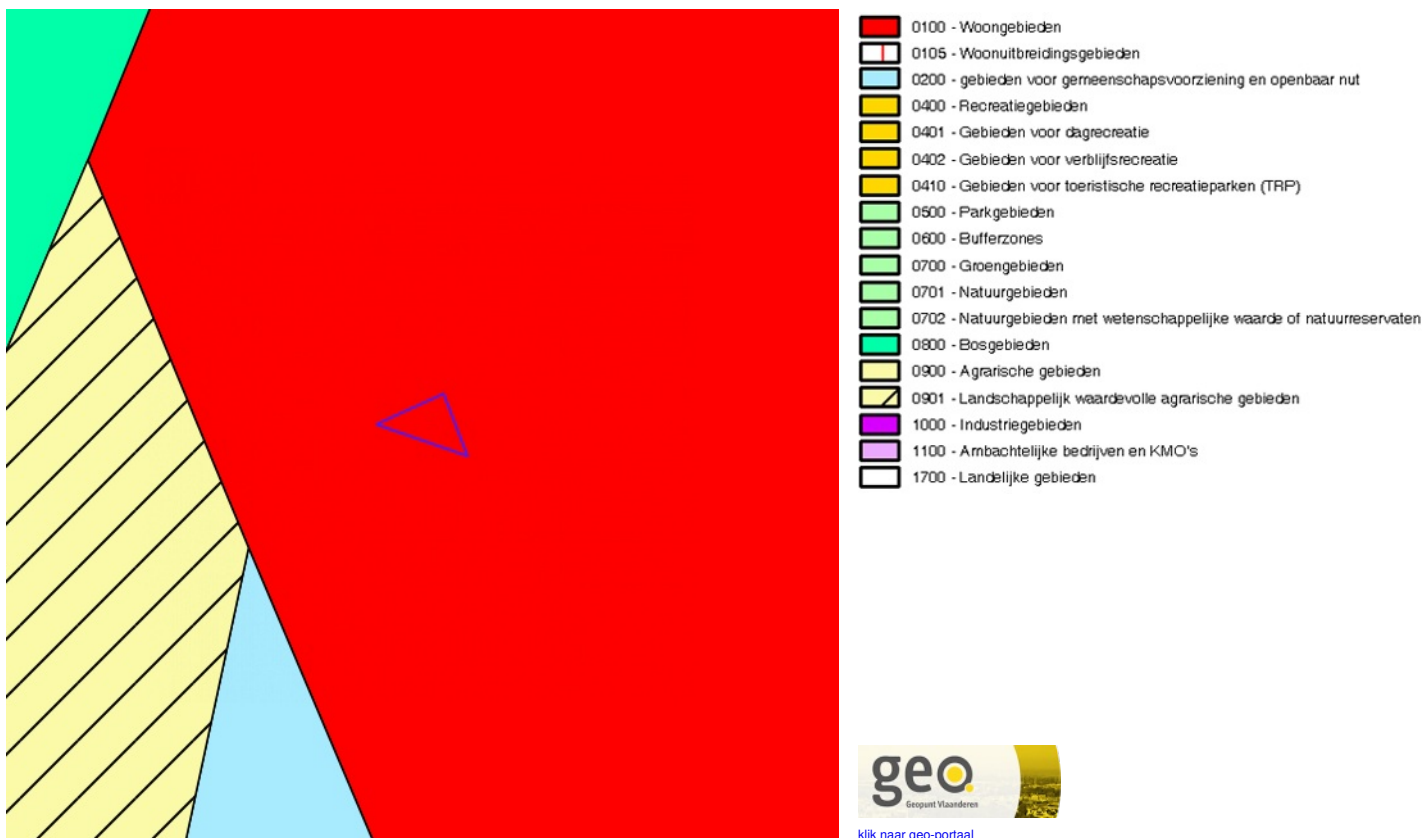 0100 - Woongebieden
0105 - Woonuitbreidingsgebieden
0200 - gebieden voor gemeenschapsvoorziening en openbaar nut
0400 - Recreatiegebieden
0401 - Gebieden voor dagrecreatie
0402 - Gebieden voor verblijfsrecreatie
0410 - Gebieden voor toeristische recreatieparken (TRP)
0500 - Parkgebieden
0600 - Bufferzones
0700 - Groengebieden
0701 - Natuurgebieden
0702 - Natuurgebieden met wetenschappelijke waarde of natuurreservaten
0800 - Bosgebieden
0900 - Agrarische gebieden
0901 - Landschappelijk waardevolle agrarische gebieden
1000 - Industriegebieden
1100 - Ambachtelijke bedrijven en KMO's
1700 - Landelijke gebieden
geo
Geopunt Vlaanderen
klik naar geo-portaal